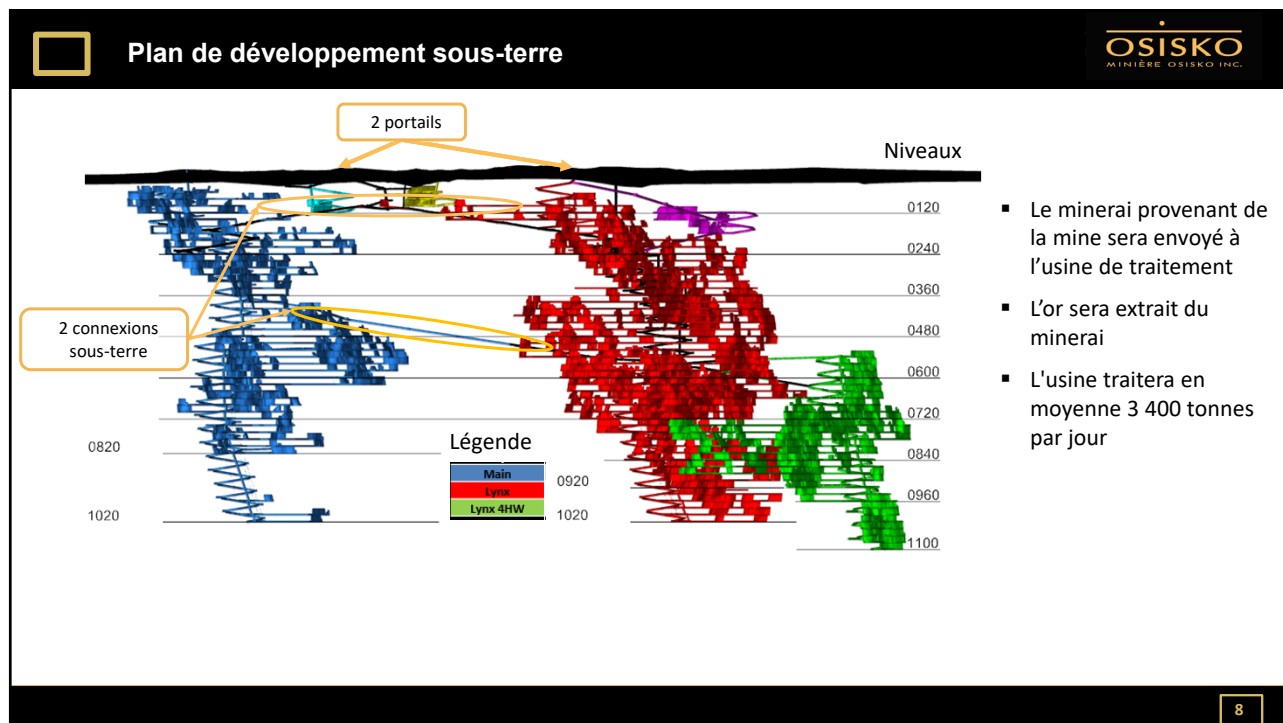 Plan de développement sous-terre
OSISKO
MINIÈRE OSISKO INC.
2 portails
Niveaux
0120
0240
0360
0480
0600
0720
0840
0960
1100
2 connexions
sous-terre
0820
1020
Légende
Main
Lynx
Lynx 4HW
0920
1020
▪ Le minerai provenant de
la mine sera envoyé à
l’usine de traitement
▪ L’or sera extrait du
minerai
▪ L'usine traitera en
moyenne 3 400 tonnes
par jour
8